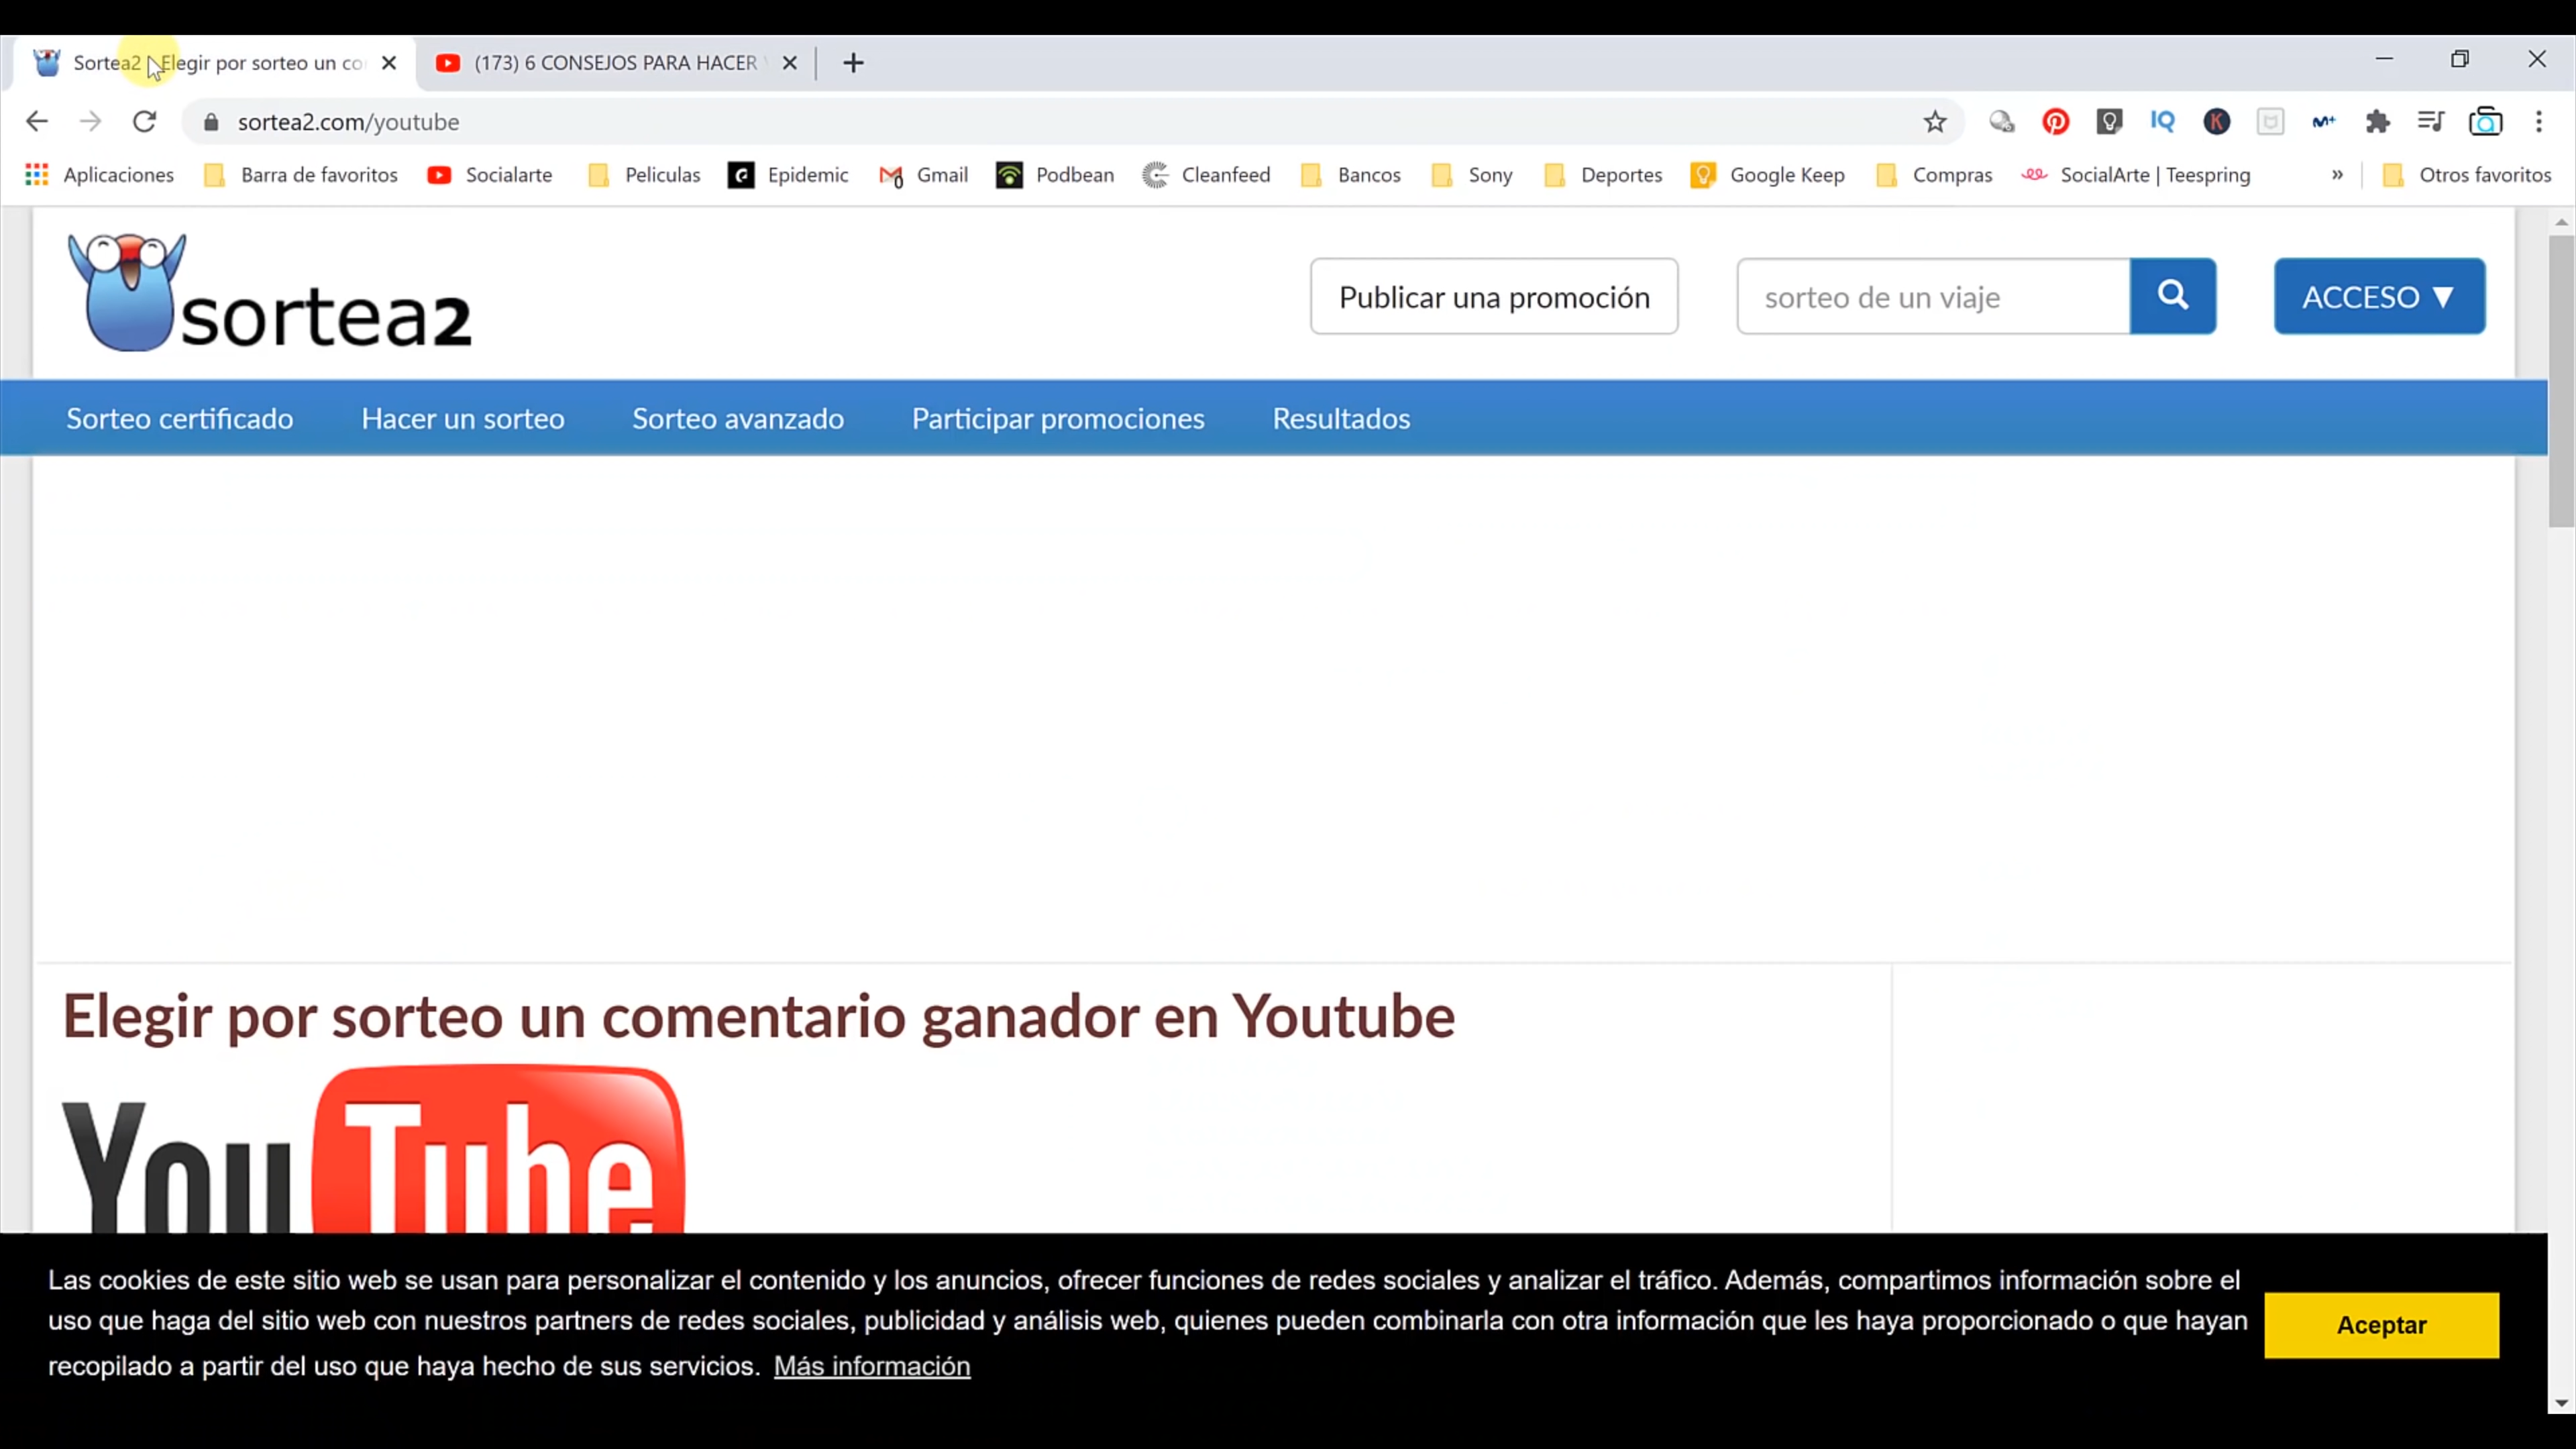 Sortea2 Elegir por sorteo un co
(173) 6 CONSEJOS PARA HACER
sortea2.com/youtube
Aplicaciones Barra de favoritos Socialarte Peliculas Epidemic Gmail Podbean Cleanfeed Bancos Sony Deportes Google Keep Compras SocialArte | Teespring » Otros favoritos
sortea2
Publicar una promoción
sorteo de un viaje
ACCESO ▼
Sorteo certificado Hacer un sorteo Sorteo avanzado Participar promociones Resultados
Elegir por sorteo un comentario ganador en Youtube
YouTube
Las cookies de este sitio web se usan para personalizar el contenido y los anuncios, ofrecer funciones de redes sociales y analizar el tráfico. Además, compartimos información sobre el
uso que haga del sitio web con nuestros partners de redes sociales, publicidad y análisis web, quienes pueden combinarla con otra información que les haya proporcionado o que hayan
recopilado a partir del uso que haya hecho de sus servicios. Más información
Aceptar